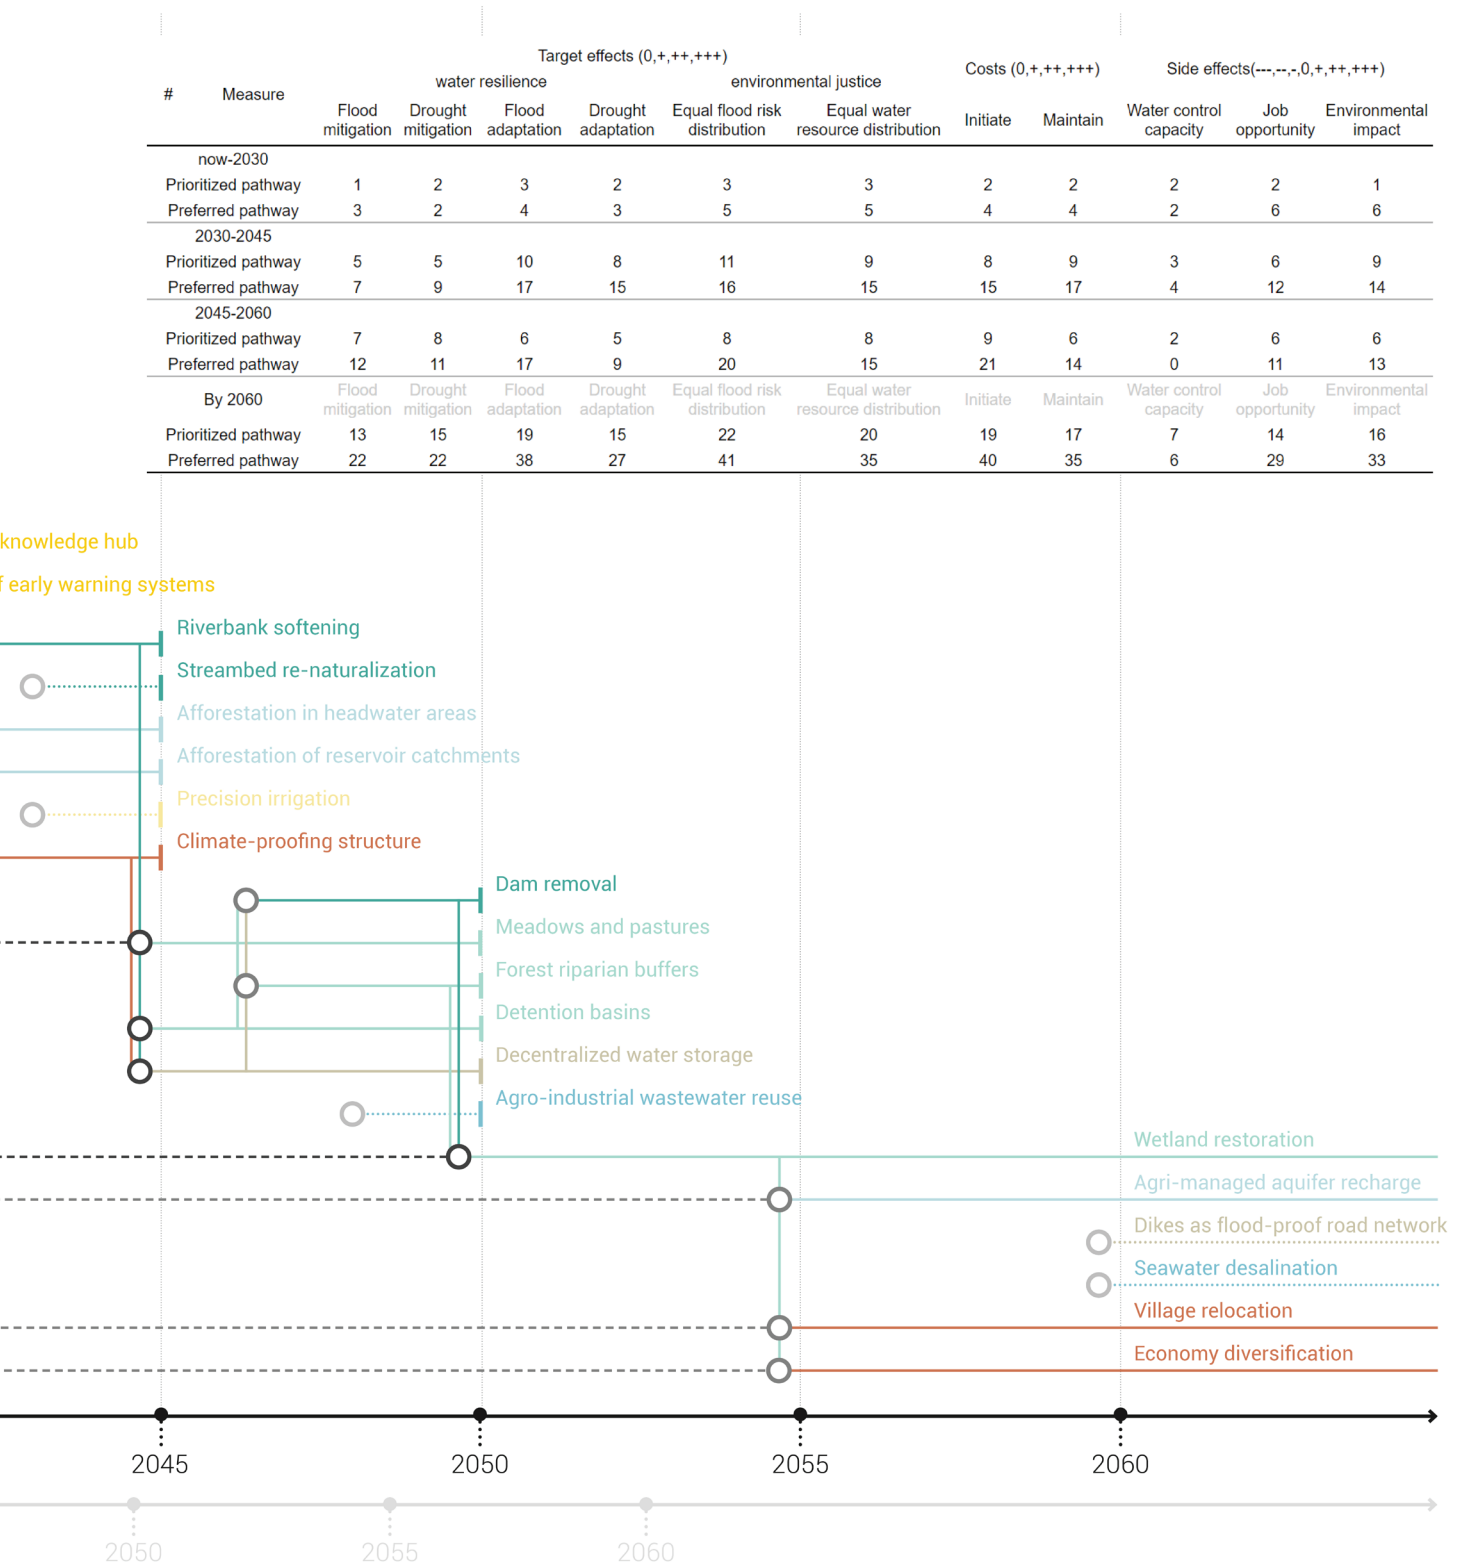 Target effects (0,+,++,+++)
Costs (0,+,++,+++)
Side effects(---,--,-,0,+,++,+++)
water resilience
environmental justice
#
Measure
Flood mitigation
Drought mitigation
Flood adaptation
Drought adaptation
Equal flood risk distribution
Equal water resource distribution
Initiate
Maintain
Water control capacity
Job opportunity
Environmental impact
now-2030
Prioritized pathway 1 2 3 2 3 3 2 2 2 2 1
Preferred pathway 3 2 4 3 5 5 4 4 2 6 6
2030-2045
Prioritized pathway 5 5 10 8 11 9 8 9 3 6 9
Preferred pathway 7 9 17 15 16 15 15 17 4 12 14
2045-2060
Prioritized pathway 7 8 6 5 8 8 9 6 2 6 6
Preferred pathway 12 11 17 9 20 15 21 14 0 11 13
By 2060
Flood mitigation
Drought mitigation
Flood adaptation
Drought adaptation
Equal flood risk distribution
Equal water resource distribution
Initiate
Maintain
Water control capacity
Job opportunity
Environmental impact
Prioritized pathway 13 15 19 15 22 20 19 17 7 14 16
Preferred pathway 22 22 38 27 41 35 40 35 6 29 33
knowledge hub
f early warning systems
Riverbank softening
Streambed re-naturalization
Afforestation in headwater areas
Afforestation of reservoir catchments
Precision irrigation
Climate-proofing structure
Dam removal
Meadows and pastures
Forest riparian buffers
Detention basins
Decentralized water storage
Agro-industrial wastewater reuse
Wetland restoration
Agri-managed aquifer recharge
Dikes as flood-proof road network
Seawater desalination
Village relocation
Economy diversification
2045 2050 2055 2060
2050 2055 2060